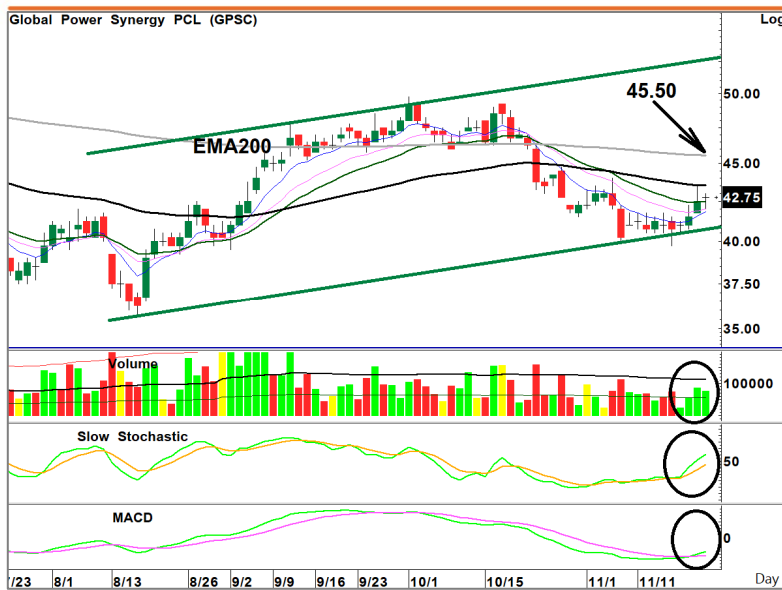 Global Power Synergy PCL (GPSC)
Log
50.00
45.50
EMA200
45.00
42.75
40.00
37.50
35.00
Volume
100000
Slow Stochastic
50
MACD
0
7/23 8/1 8/13 8/26 9/2 9/9 9/16 9/23 10/1 10/15 11/1 11/11 Day